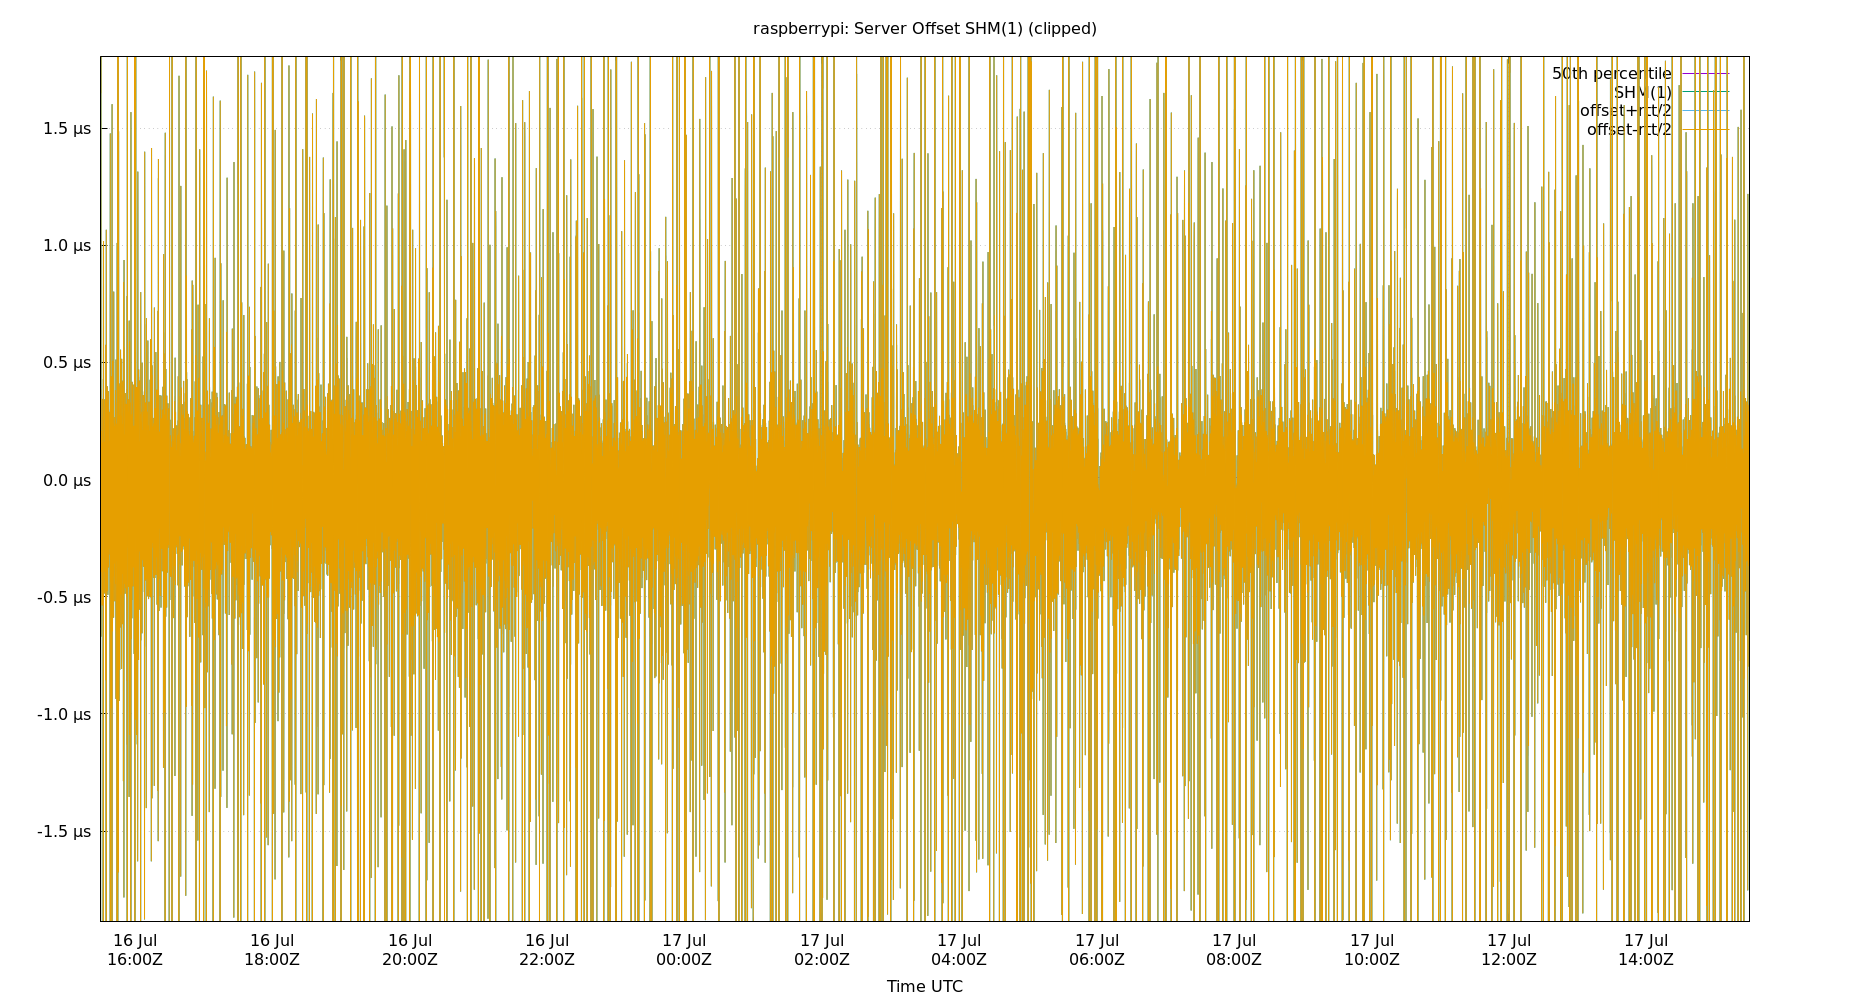 raspberrypi: Server Offset SHM(1) (clipped)
50th percentile
SHM(1)
offset+rtt/2
offset-rtt/2
1.5 µs
1.0 µs
0.5 µs
0.0 µs
-0.5 µs
-1.0 µs
-1.5 µs
16 Jul 16 Jul 16 Jul 16 Jul 17 Jul 17 Jul 17 Jul 17 Jul 17 Jul 17 Jul 17 Jul 17 Jul
16:00Z 18:00Z 20:00Z 22:00Z 00:00Z 02:00Z 04:00Z 06:00Z 08:00Z 10:00Z 12:00Z 14:00Z
Time UTC